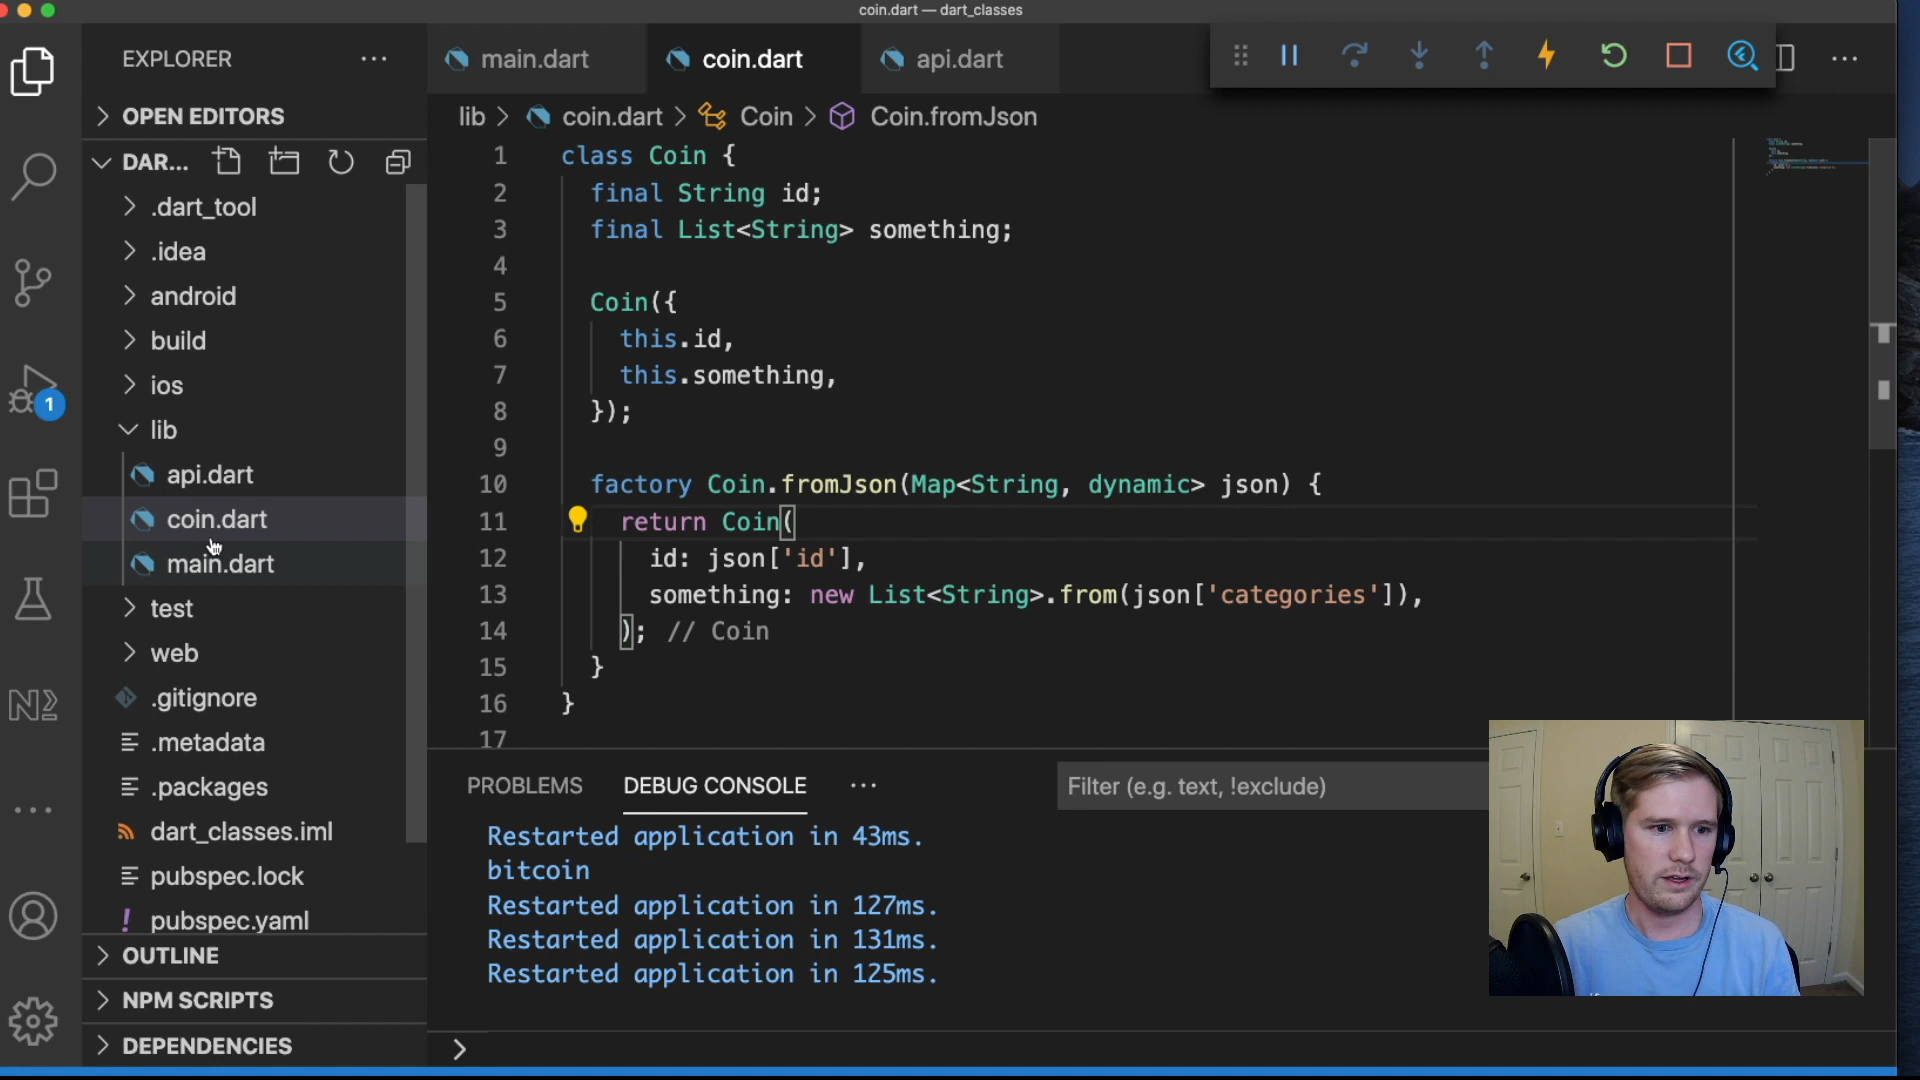 coin.dart — dart_classes
EXPLORER
main.dart
coin.dart
api.dart
OPEN EDITORS
lib > coin.dart > Coin > Coin.fromJson
DAR...
.dart_tool
.idea
android
build
ios
lib
api.dart
coin.dart
main.dart
test
web
.gitignore
.metadata
.packages
dart_classes.iml
pubspec.lock
pubspec.yaml
OUTLINE
NPM SCRIPTS
DEPENDENCIES
1
1 class Coin {
2 final String id;
3 final List<String> something;
4
5 Coin({
6 this.id,
7 this.something,
8 });
9
10 factory Coin.fromJson(Map<String, dynamic> json) {
11 return Coin(
12 id: json['id'],
13 something: new List<String>.from(json['categories']),
14 ); // Coin
15 }
16 }
17
PROBLEMS
DEBUG CONSOLE
Filter (e.g. text, !exclude)
Restarted application in 43ms.
bitcoin
Restarted application in 127ms.
Restarted application in 131ms.
Restarted application in 125ms.